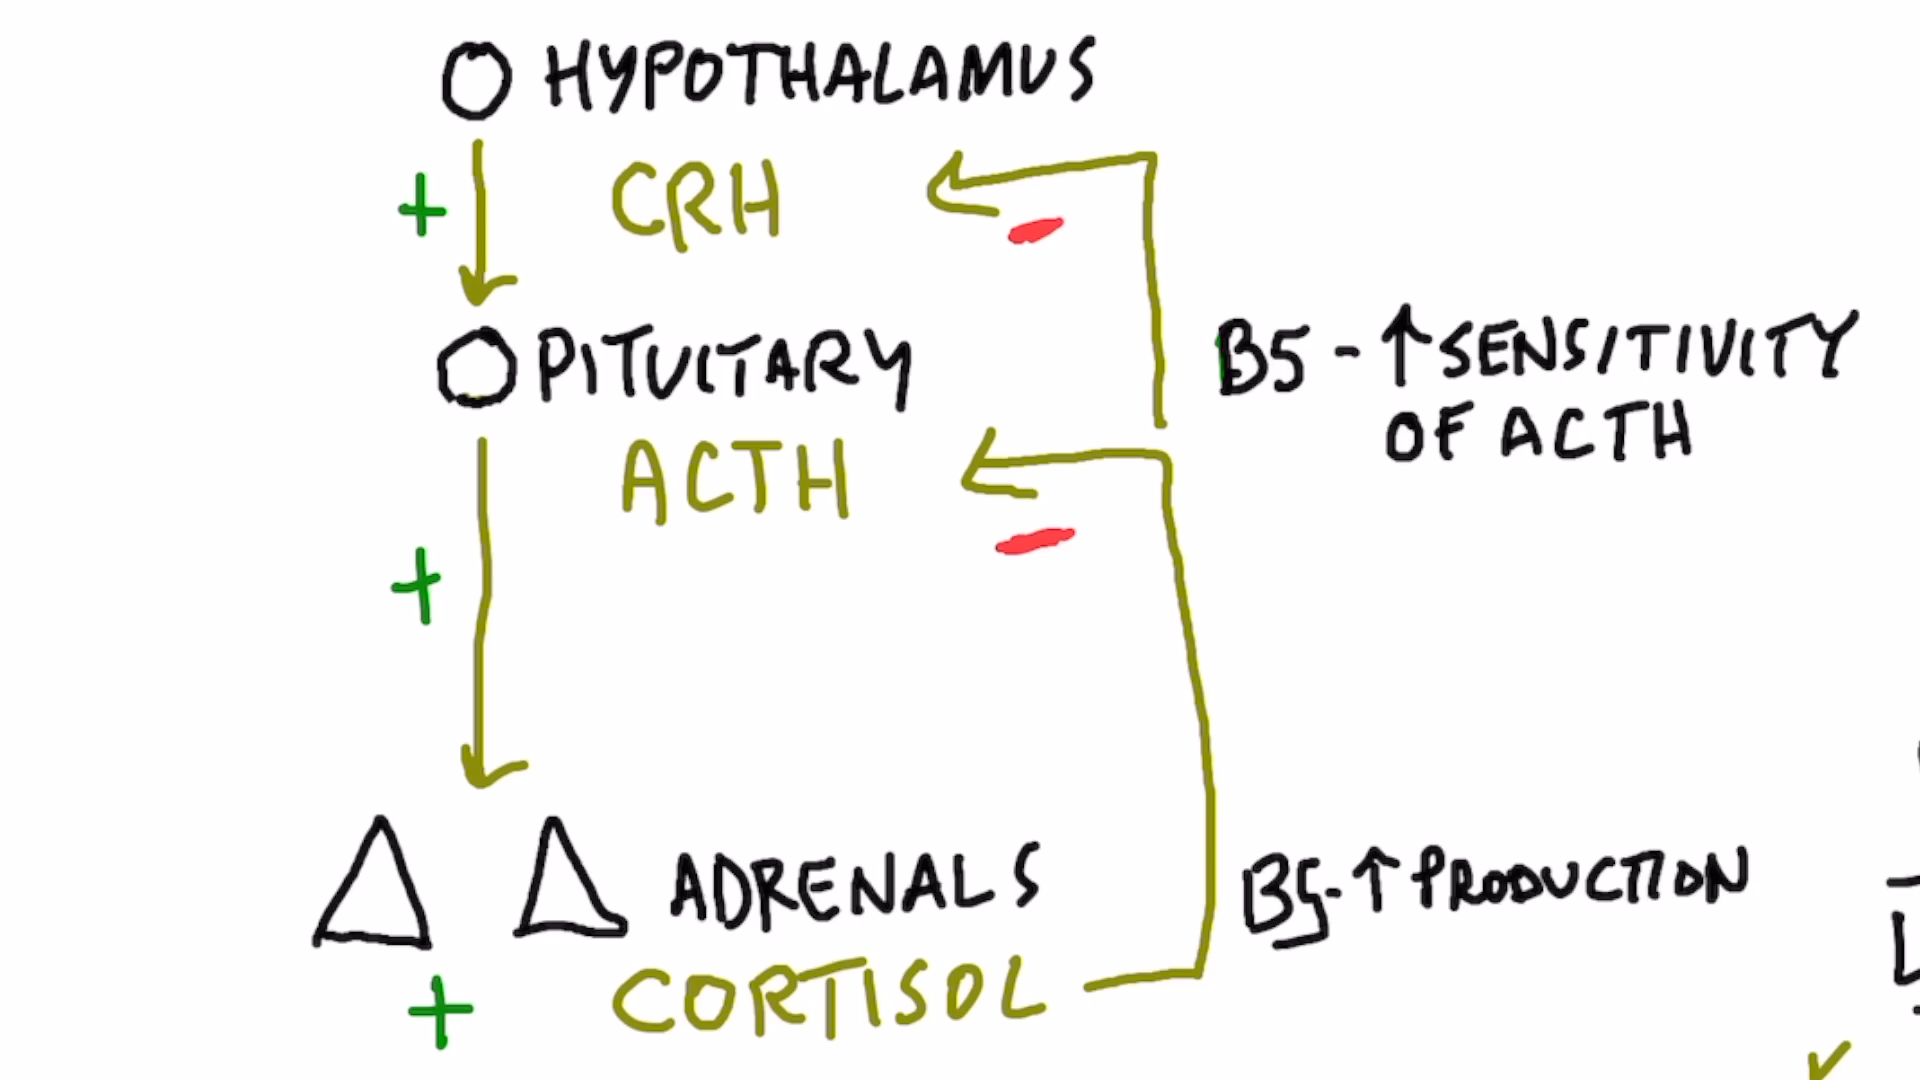 HYPOTHALAMUS
+
CRH
-
PITUITARY
B5 - ↑ SENSITIVITY
OF ACTH
ACTH
-
+
ADRENALS
B5 - ↑ PRODUCTION
+
CORTISOL